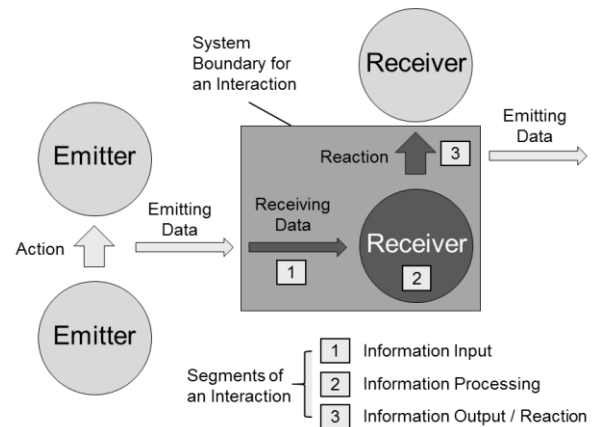 System
Boundary for
an Interaction
Receiver
Emitting
Data
Emitter
Reaction
3
Emitting
Data
Receiving
Data
Action
1
Receiver
2
Emitter
Segments of
an Interaction
1 Information Input
2 Information Processing
3 Information Output / Reaction